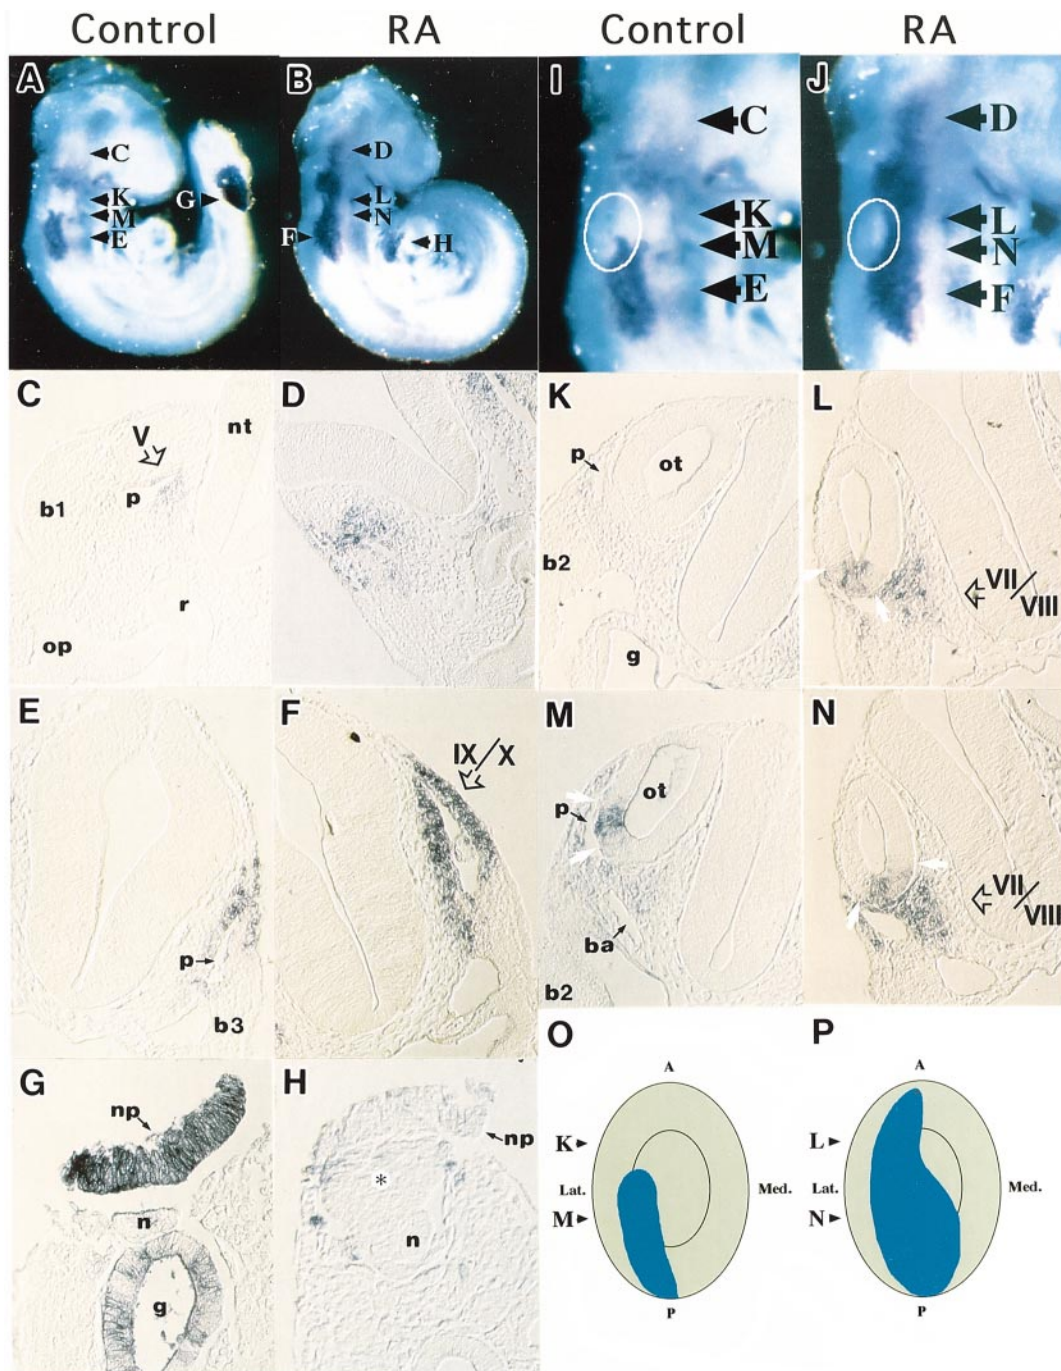 Control RA Control RA
A B I J
C D C D
K L K L
M N M N
G
E F H E F
C D K L
V nt
p ot
b1
b2 VII/VIII
r
op g
E F M N
IX/X
ot
p
p ba VII/VIII
b3 b2
G H O P
np A A
np
K L
* Lat. Med. Lat. Med.
n n M N
g
P P